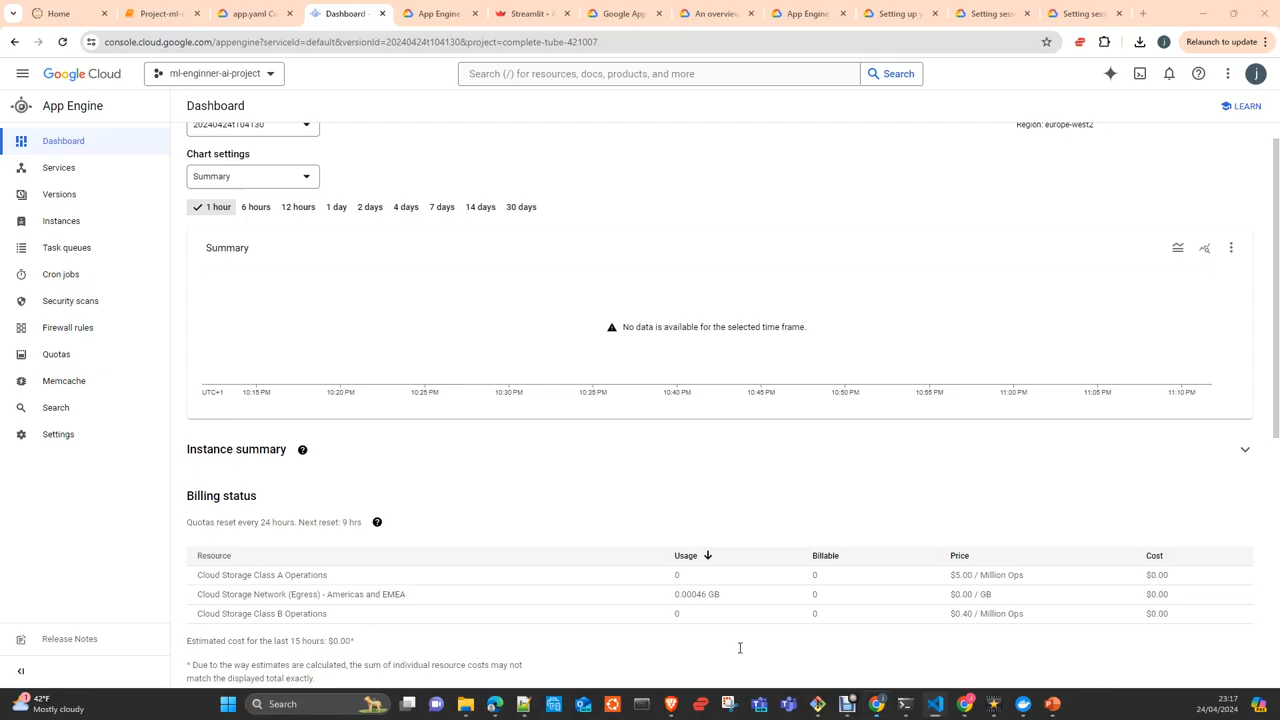 Home
Project-ml-
app.yaml Co
Dashboard -
App Engine
Streamlit • A
Google App
An overview
App Engine
Setting up y
Setting sess
Setting sess
console.cloud.google.com/appengine?serviceId=default&versionId=20240424t104130&project=complete-tube-421007
Relaunch to update
Google Cloud
ml-enginner-ai-project
Search (/) for resources, docs, products, and more
Search
j
App Engine
Dashboard
LEARN
20240424t104130
Region: europe-west2
Dashboard
Services
Versions
Instances
Task queues
Cron jobs
Security scans
Firewall rules
Quotas
Memcache
Search
Settings
Release Notes
Chart settings
Summary
1 hour 6 hours 12 hours 1 day 2 days 4 days 7 days 14 days 30 days
Summary
No data is available for the selected time frame.
UTC+1 10:15 PM 10:20 PM 10:25 PM 10:30 PM 10:35 PM 10:40 PM 10:45 PM 10:50 PM 10:55 PM 11:00 PM 11:05 PM 11:10 PM
Instance summary
Billing status
Quotas reset every 24 hours. Next reset: 9 hrs
Resource Usage Billable Price Cost
Cloud Storage Class A Operations 0 0 $5.00 / Million Ops $0.00
Cloud Storage Network (Egress) - Americas and EMEA 0.00046 GB 0 $0.00 / GB $0.00
Cloud Storage Class B Operations 0 0 $0.40 / Million Ops $0.00
Estimated cost for the last 15 hours: $0.00*
* Due to the way estimates are calculated, the sum of individual resource costs may not
match the displayed total exactly.
42°F
Mostly cloudy
Search
23:17
24/04/2024